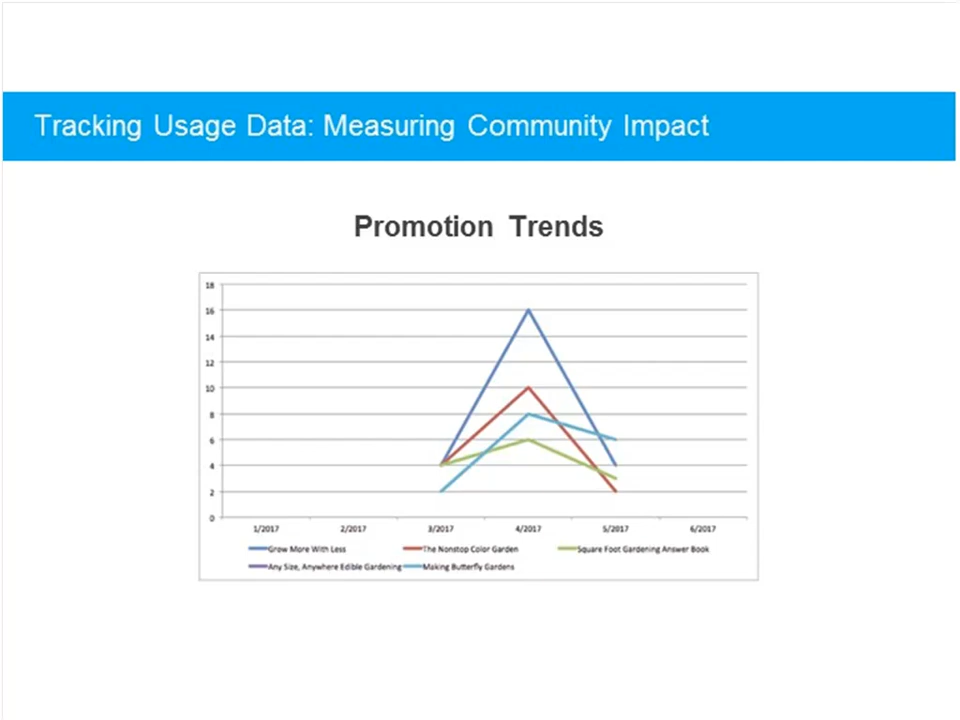 Tracking Usage Data: Measuring Community Impact
Promotion Trends
18
16
14
12
10
8
6
4
2
0
1/2017 2/2017 3/2017 4/2017 5/2017 6/2017
Grow More With Less The Nonstop Color Garden Square Foot Gardening Answer Book
Any Size, Anywhere Edible Gardening Making Butterfly Gardens